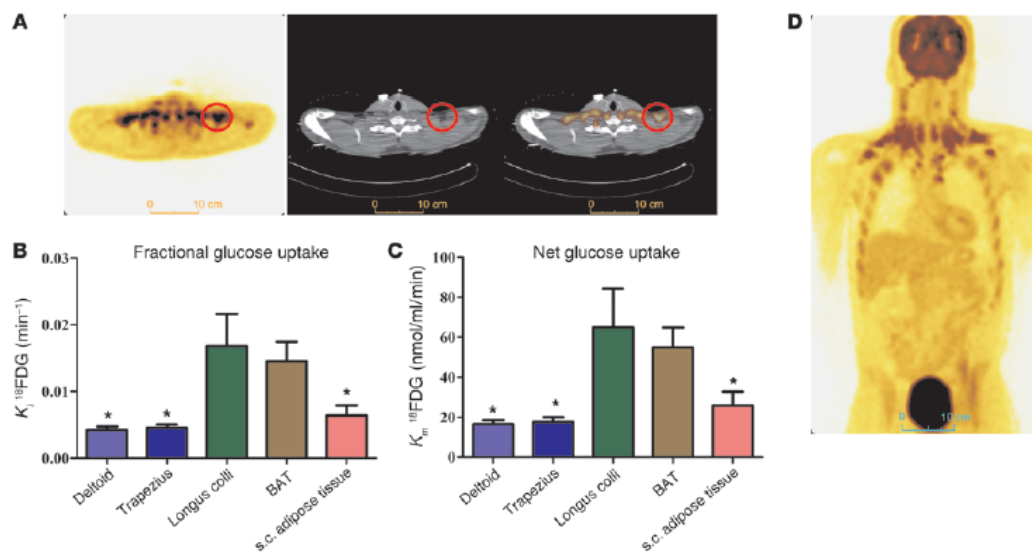 A
0 10 cm
0 10 cm
0 10 cm
B
Fractional glucose uptake
K_i ¹⁸FDG (min⁻¹)
0.03
0.02
0.01
0.00
*
*
*
Deltoid
Trapezius
Longus colli
BAT
s.c. adipose tissue
C
Net glucose uptake
K_m ¹⁸FDG (nmol/ml/min)
100
80
60
40
20
0
*
*
*
Deltoid
Trapezius
Longus colli
BAT
s.c. adipose tissue
D
0 10 cm